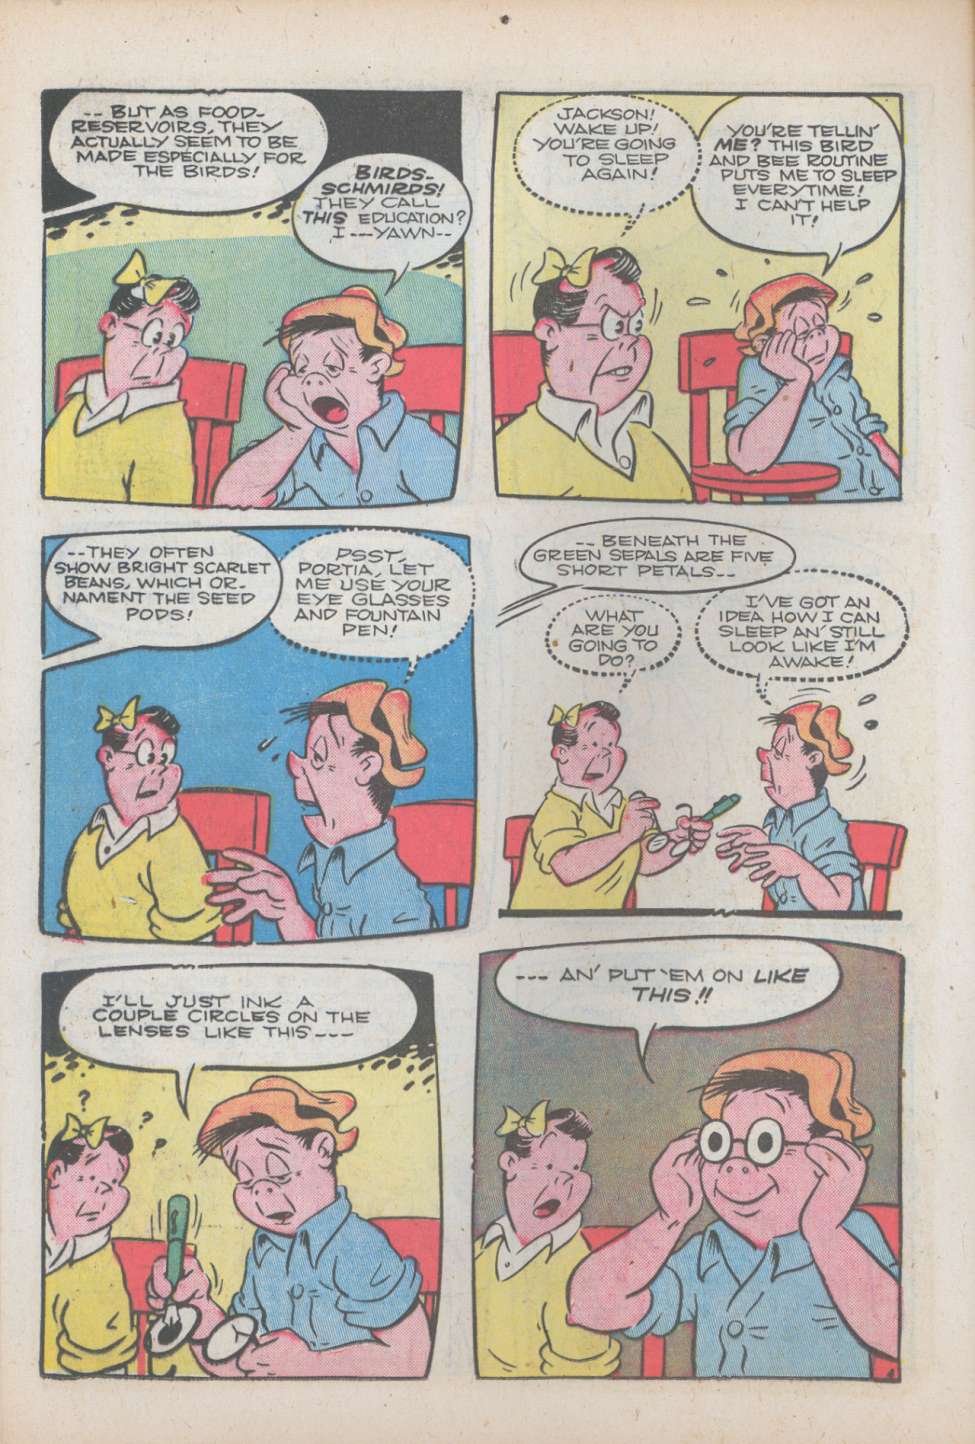 -- BUT AS FOOD-
RESERVOIRS, THEY
ACTUALLY SEEM TO BE
MADE ESPECIALLY FOR
THE BIRDS!
BIRDS-
SCHMIRDS!
THEY CALL
THIS EDUCATION?
I ---YAWN--
JACKSON!
WAKE UP!
YOU'RE GOING
TO SLEEP
AGAIN!
YOU'RE TELLIN'
ME? THIS BIRD
AND BEE ROUTINE
PUTS ME TO SLEEP
EVERYTIME!
I CAN'T HELP
IT!
--THEY OFTEN
SHOW BRIGHT SCARLET
BEANS, WHICH OR-
NAMENT THE SEED
PODS!
PSST,
PORTIA, LET
ME USE YOUR
EYE GLASSES
AND FOUNTAIN
PEN!
-- BENEATH THE
GREEN SEPALS ARE FIVE
SHORT PETALS--
WHAT
ARE YOU
GOING TO
DO?
I'VE GOT AN
IDEA HOW I CAN
SLEEP AN' STILL
LOOK LIKE I'M
AWAKE!
I'LL JUST INK A
COUPLE CIRCLES ON THE
LENSES LIKE THIS ---
?
?
?
--- AN' PUT 'EM ON LIKE
THIS!!
4